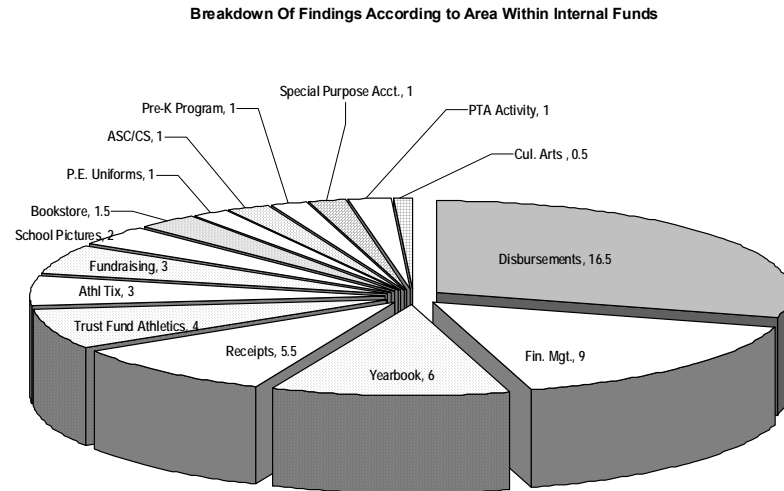 Breakdown Of Findings According to Area Within Internal Funds
Special Purpose Acct., 1
Pre-K Program, 1
PTA Activity, 1
ASC/CS, 1
Cul. Arts , 0.5
P.E. Uniforms, 1
Bookstore, 1.5
School Pictures, 2
Disbursements, 16.5
Fundraising, 3
Athl Tix, 3
Trust Fund Athletics, 4
Receipts, 5.5
Fin. Mgt., 9
Yearbook, 6